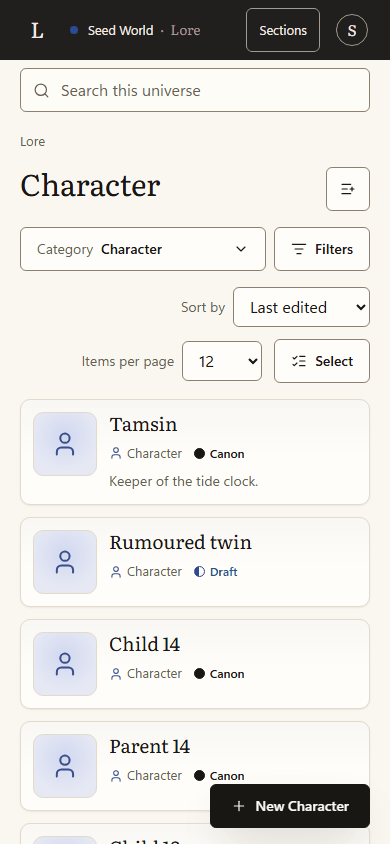 L Seed World · Lore Sections S
Search this universe
Lore
Character
Category Character Filters
Sort by Last edited
Items per page 12 Select
Tamsin
Character Canon
Keeper of the tide clock.
Rumoured twin
Character Draft
Child 14
Character Canon
Parent 14
Character Canon
New Character